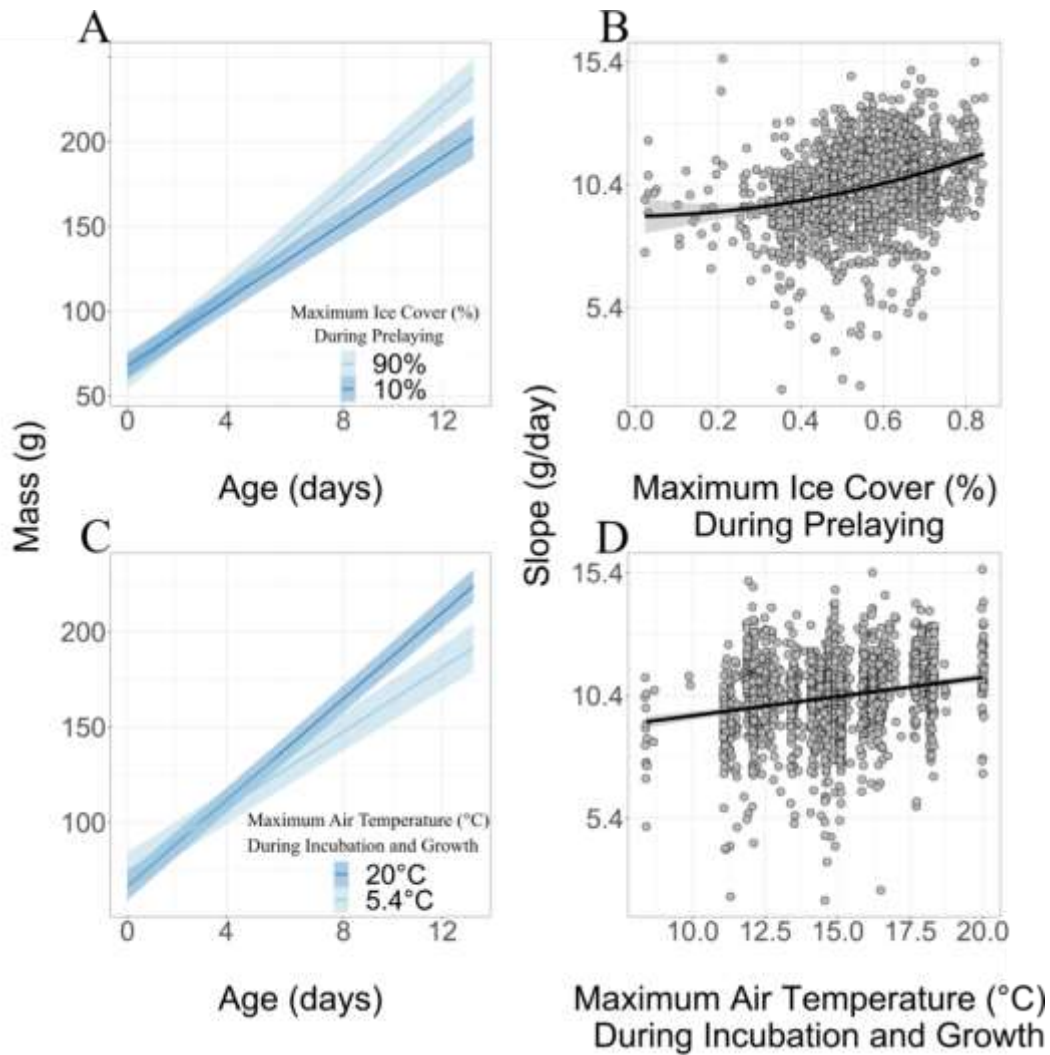 A
B
Mass (g)
200
150
100
50
0
4
8
12
Maximum Ice Cover (%)
During Prelaying
90%
10%
Age (days)
Slope (g/day)
15.4
10.4
5.4
0.0
0.2
0.4
0.6
0.8
Maximum Ice Cover (%)
During Prelaying
C
D
200
150
100
0
4
8
12
Maximum Air Temperature (°C)
During Incubation and Growth
20°C
5.4°C
Age (days)
15.4
10.4
5.4
10.0
12.5
15.0
17.5
20.0
Maximum Air Temperature (°C)
During Incubation and Growth